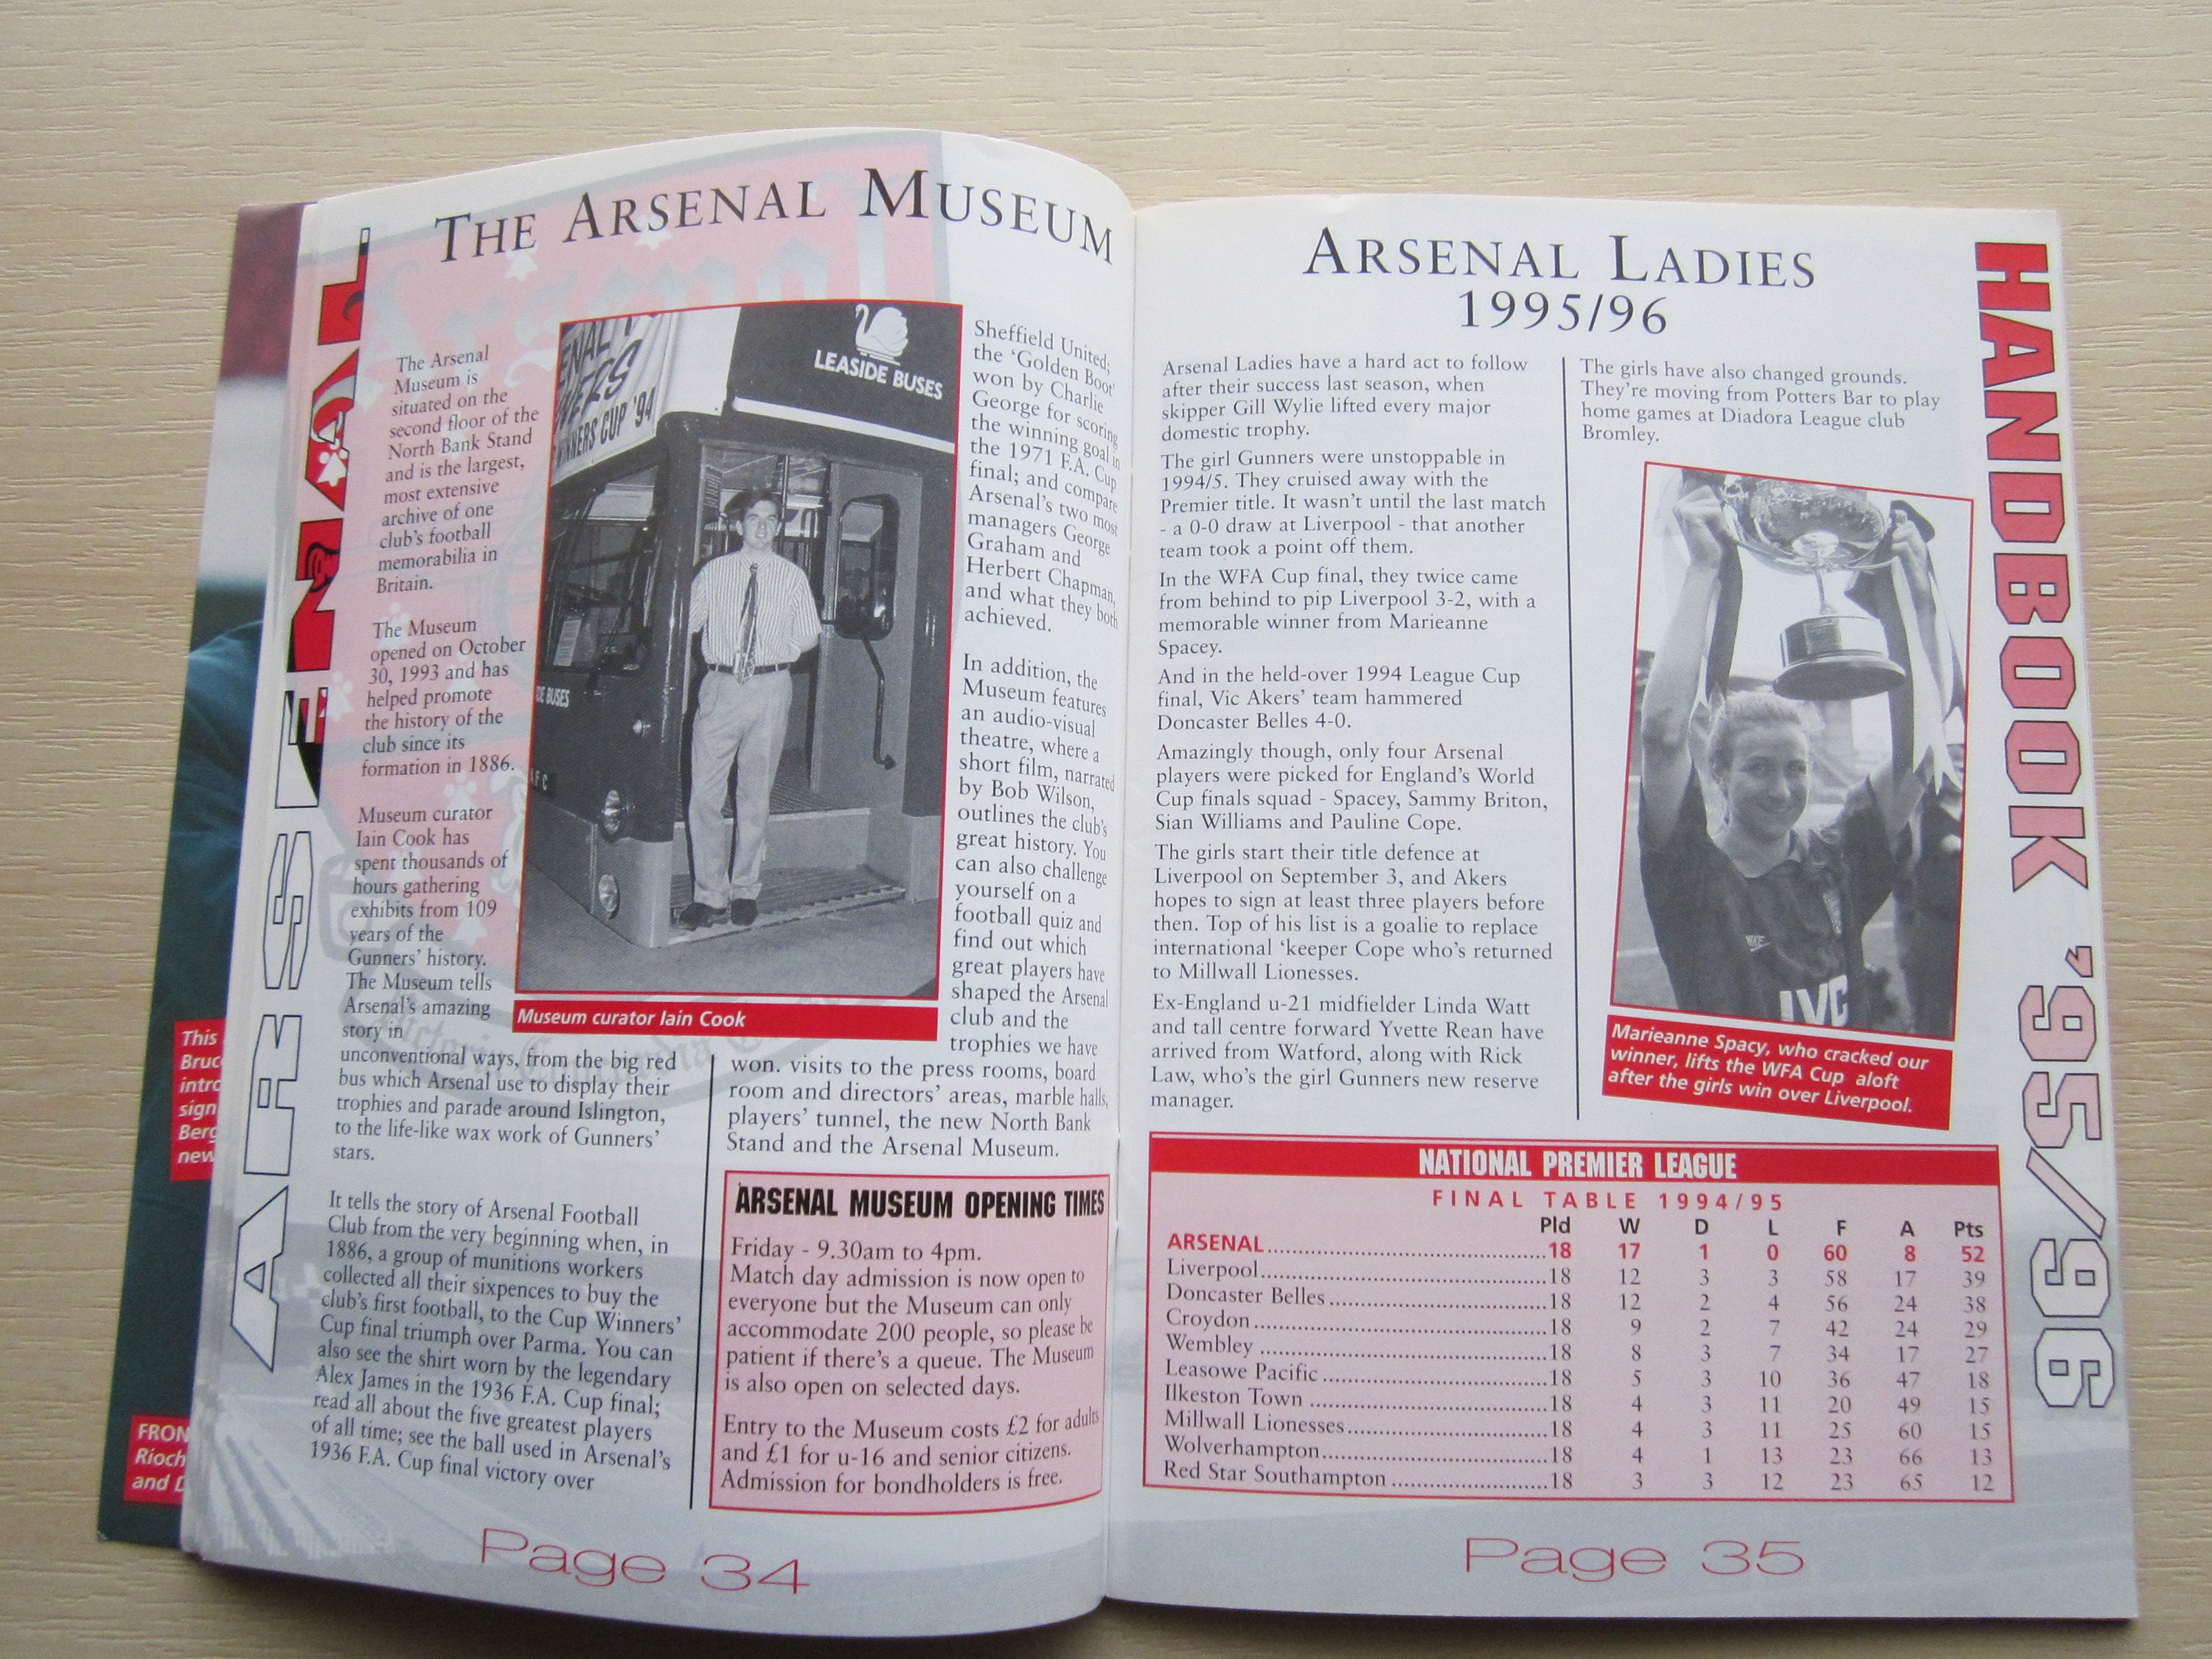 ARSENAL
THE ARSENAL MUSEUM
The Arsenal
Museum is
situated on the
second floor of the
North Bank Stand
and is the largest,
most extensive
archive of one
club's football
memorabilia in
Britain.
The Museum
opened on October
30, 1993 and has
helped promote
the history of the
club since its
formation in 1886.
Museum curator
Iain Cook has
spent thousands of
hours gathering
exhibits from 109
years of the
Gunners' history.
The Museum tells
Arsenal's amazing
story in
unconventional ways, from the big red
bus which Arsenal use to display their
trophies and parade around Islington,
to the life-like wax work of Gunners'
stars.
It tells the story of Arsenal Football
Club from the very beginning when, in
1886, a group of munitions workers
collected all their sixpences to buy the
club's first football, to the Cup Winners'
Cup final triumph over Parma. You can
also see the shirt worn by the legendary
Alex James in the 1936 F.A. Cup final;
read all about the five greatest players
of all time; see the ball used in Arsenal's
1936 F.A. Cup final victory over
LEASIDE BUSES
WINNERS CUP '94
Museum curator Iain Cook
Sheffield United;
the 'Golden Boot'
won by Charlie
George for scoring
the winning goal in
the 1971 F.A. Cup
final; and compare
Arsenal's two most
managers George
Graham and
Herbert Chapman,
and what they both
achieved.
In addition, the
Museum features
an audio-visual
theatre, where a
short film, narrated
by Bob Wilson,
outlines the club's
great history. You
can also challenge
yourself on a
football quiz and
find out which
great players have
shaped the Arsenal
club and the
trophies we have
won. visits to the press rooms, board
room and directors' areas, marble halls,
players' tunnel, the new North Bank
Stand and the Arsenal Museum.
ARSENAL MUSEUM OPENING TIMES
Friday - 9.30am to 4pm.
Match day admission is now open to
everyone but the Museum can only
accommodate 200 people, so please be
patient if there's a queue. The Museum
is also open on selected days.
Entry to the Museum costs £2 for adults
and £1 for u-16 and senior citizens.
Admission for bondholders is free.
Page 34
This
Bruc
intro
sign
Berg
new
FRON
Rioch
and D
ARSENAL LADIES
1995/96
Arsenal Ladies have a hard act to follow
after their success last season, when
skipper Gill Wylie lifted every major
domestic trophy.
The girl Gunners were unstoppable in
1994/5. They cruised away with the
Premier title. It wasn't until the last match
- a 0-0 draw at Liverpool - that another
team took a point off them.
In the WFA Cup final, they twice came
from behind to pip Liverpool 3-2, with a
memorable winner from Marieanne
Spacey.
And in the held-over 1994 League Cup
final, Vic Akers' team hammered
Doncaster Belles 4-0.
Amazingly though, only four Arsenal
players were picked for England's World
Cup finals squad - Spacey, Sammy Briton,
Sian Williams and Pauline Cope.
The girls start their title defence at
Liverpool on September 3, and Akers
hopes to sign at least three players before
then. Top of his list is a goalie to replace
international 'keeper Cope who's returned
to Millwall Lionesses.
Ex-England u-21 midfielder Linda Watt
and tall centre forward Yvette Rean have
arrived from Watford, along with Rick
Law, who's the girl Gunners new reserve
manager.
The girls have also changed grounds.
They're moving from Potters Bar to play
home games at Diadora League club
Bromley.
JVC
Marieanne Spacy, who cracked our
winner, lifts the WFA Cup aloft
after the girls win over Liverpool.
NATIONAL PREMIER LEAGUE
FINAL TABLE 1994/95
Pld W D L F A Pts
ARSENAL 18 17 1 0 60 8 52
Liverpool 18 12 3 3 58 17 39
Doncaster Belles 18 12 2 4 56 24 38
Croydon 18 9 2 7 42 24 29
Wembley 18 8 3 7 34 17 27
Leasowe Pacific 18 5 3 10 36 47 18
Ilkeston Town 18 4 3 11 20 49 15
Millwall Lionesses 18 4 3 11 25 60 15
Wolverhampton 18 4 1 13 23 66 13
Red Star Southampton 18 3 3 12 23 65 12
Page 35
HANDBOOK '95/96